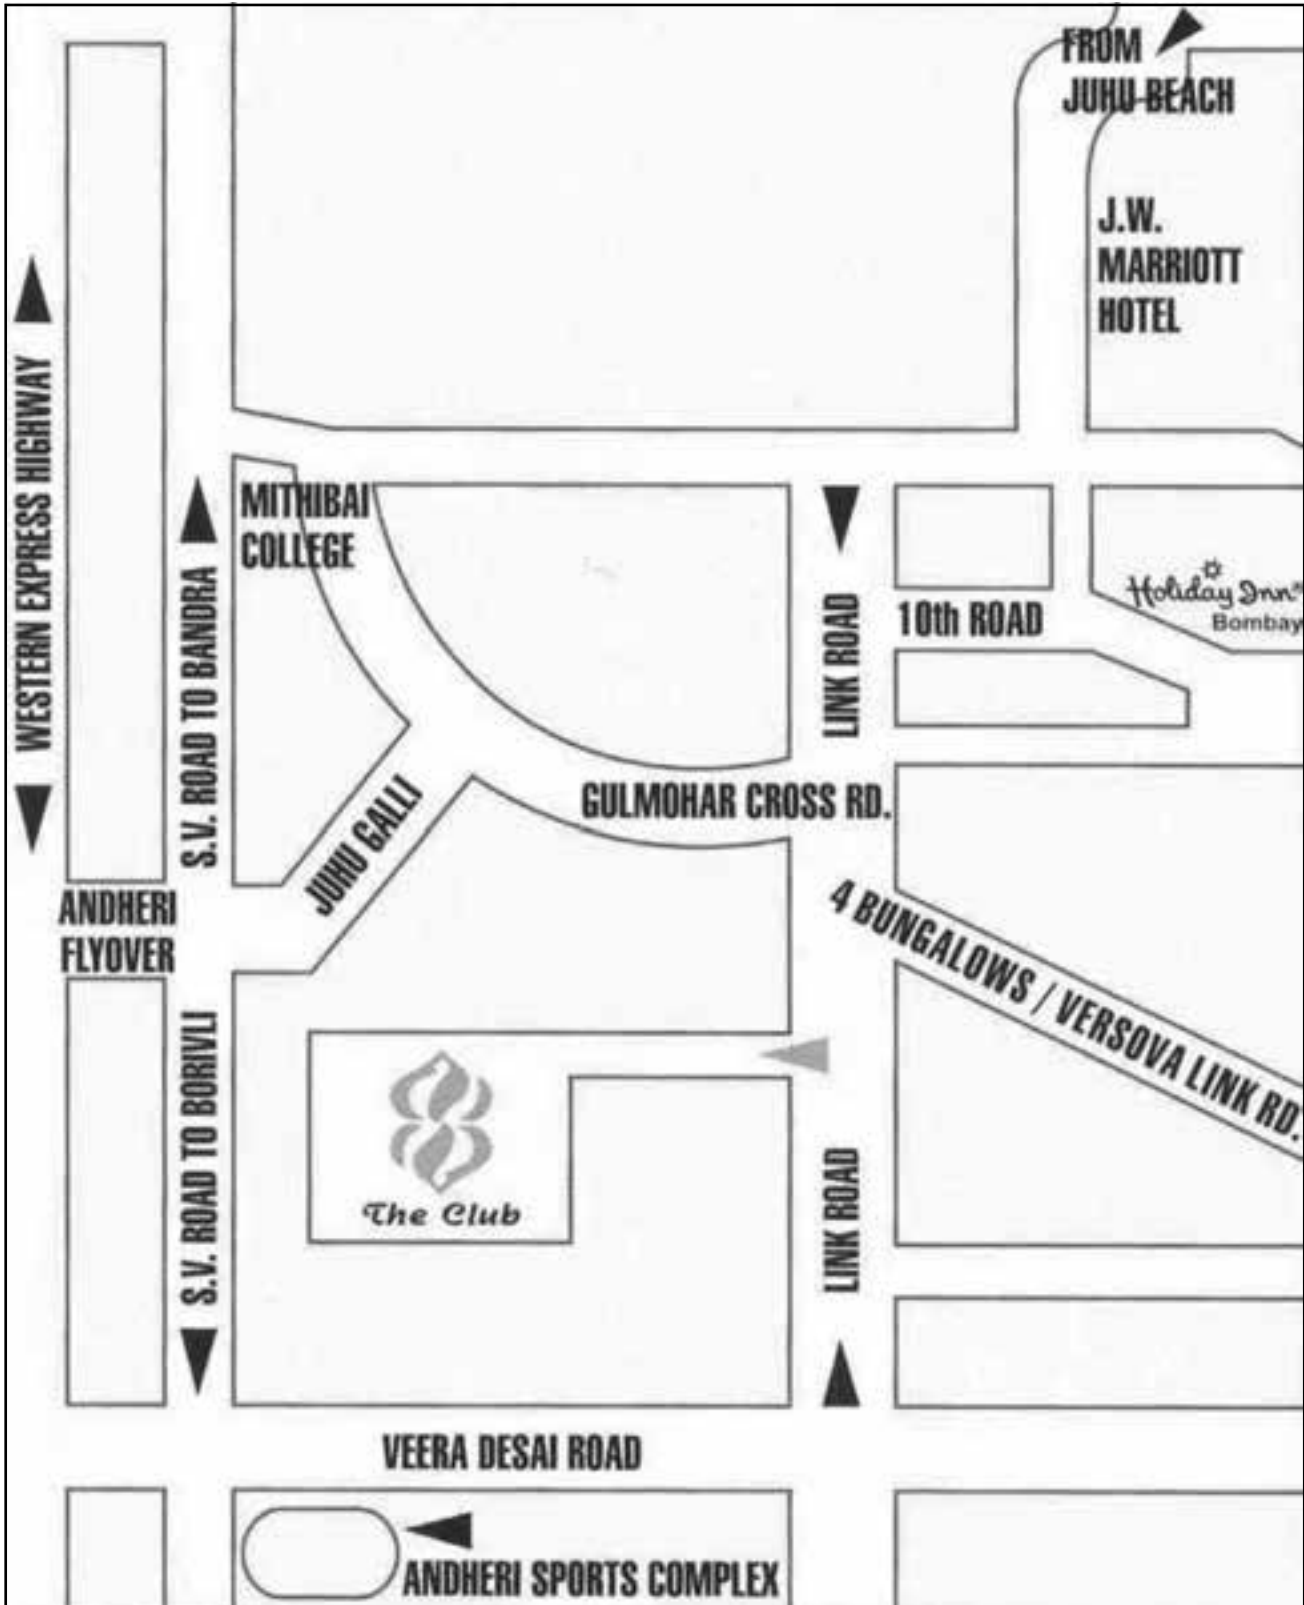 FROM
JUHU BEACH
J.W.
MARRIOTT
HOTEL
WESTERN EXPRESS HIGHWAY
S.V. ROAD TO BANDRA
MITHIBAI
COLLEGE
LINK ROAD
10th ROAD
Holiday Inn®
Bombay
JUHU GALLI
GULMOHAR CROSS RD.
ANDHERI
FLYOVER
4 BUNGALOWS / VERSOVA LINK RD.
S.V. ROAD TO BORIVLI
The Club
LINK ROAD
VEERA DESAI ROAD
ANDHERI SPORTS COMPLEX